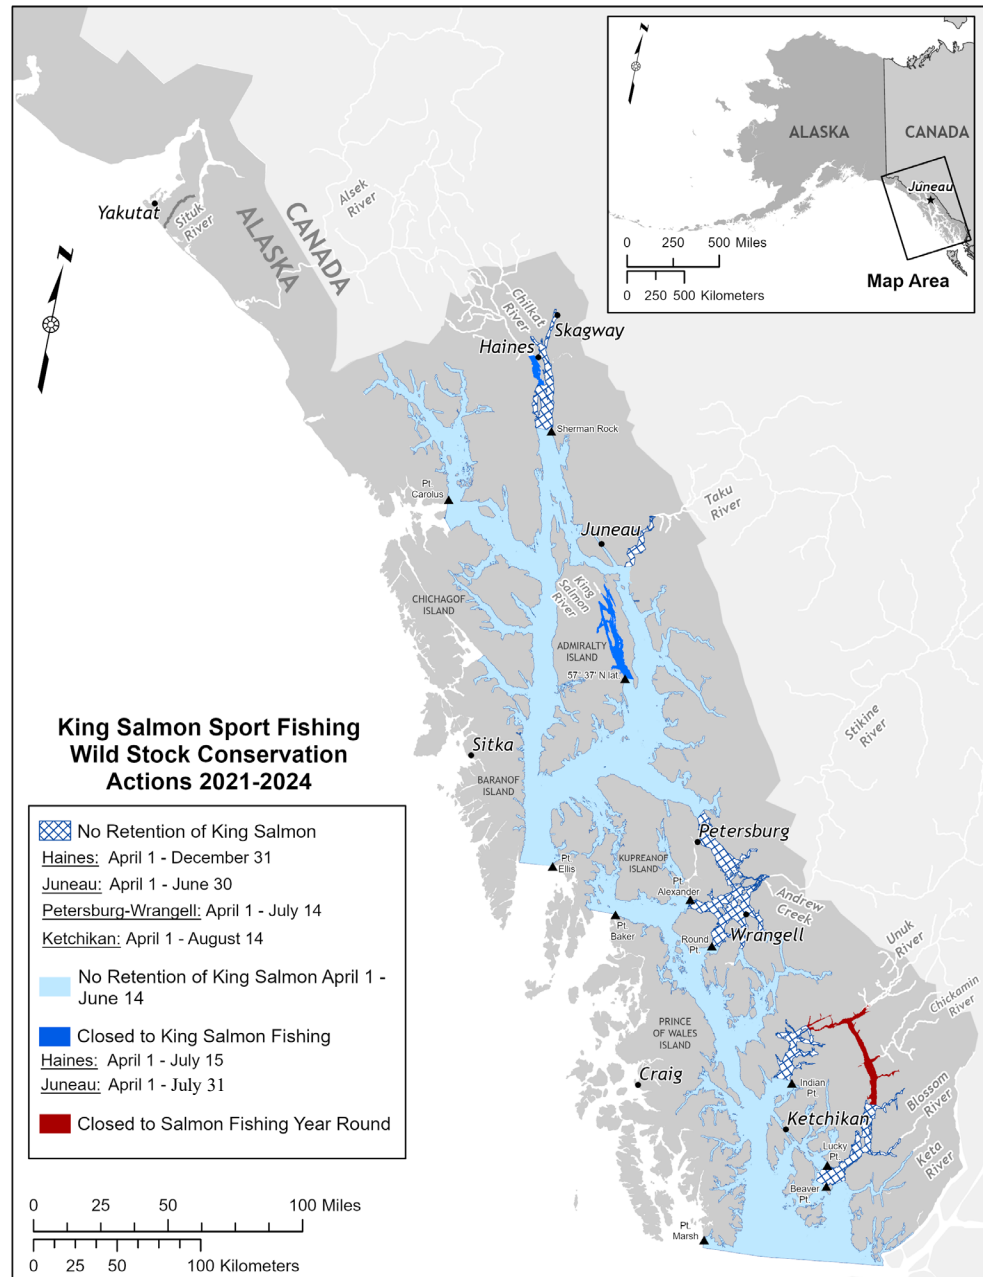 N
ALASKA
CANADA
Juneau
0 250 500 Miles
0 250 500 Kilometers
Map Area
N
Yakutat
Situk
River
Alsek
River
CANADA
ALASKA
Chilkat
River
Skagway
Haines
Sherman Rock
Pt.
Carolus
Taku
River
Juneau
King
Salmon
River
CHICHAGOF
ISLAND
ADMIRALTY
ISLAND
57° 37' N lat.
Stikine
River
Sitka
BARANOF
ISLAND
Petersburg
KUPREANOF
ISLAND
Pt.
Ellis
Pt.
Alexander
Andrew
Creek
Pt.
Baker
Round
Pt.
Wrangell
Unuk
River
Chickamin
River
PRINCE
OF WALES
ISLAND
Craig
Indian
Pt.
Blossom
River
Ketchikan
Lucky
Pt.
Keta
River
Beaver
Pt.
Pt.
Marsh
King Salmon Sport Fishing
Wild Stock Conservation
Actions 2021-2024
No Retention of King Salmon
Haines: April 1 - December 31
Juneau: April 1 - June 30
Petersburg-Wrangell: April 1 - July 14
Ketchikan: April 1 - August 14
No Retention of King Salmon April 1 -
June 14
Closed to King Salmon Fishing
Haines: April 1 - July 15
Juneau: April 1 - July 31
Closed to Salmon Fishing Year Round
0 25 50 100 Miles
0 25 50 100 Kilometers